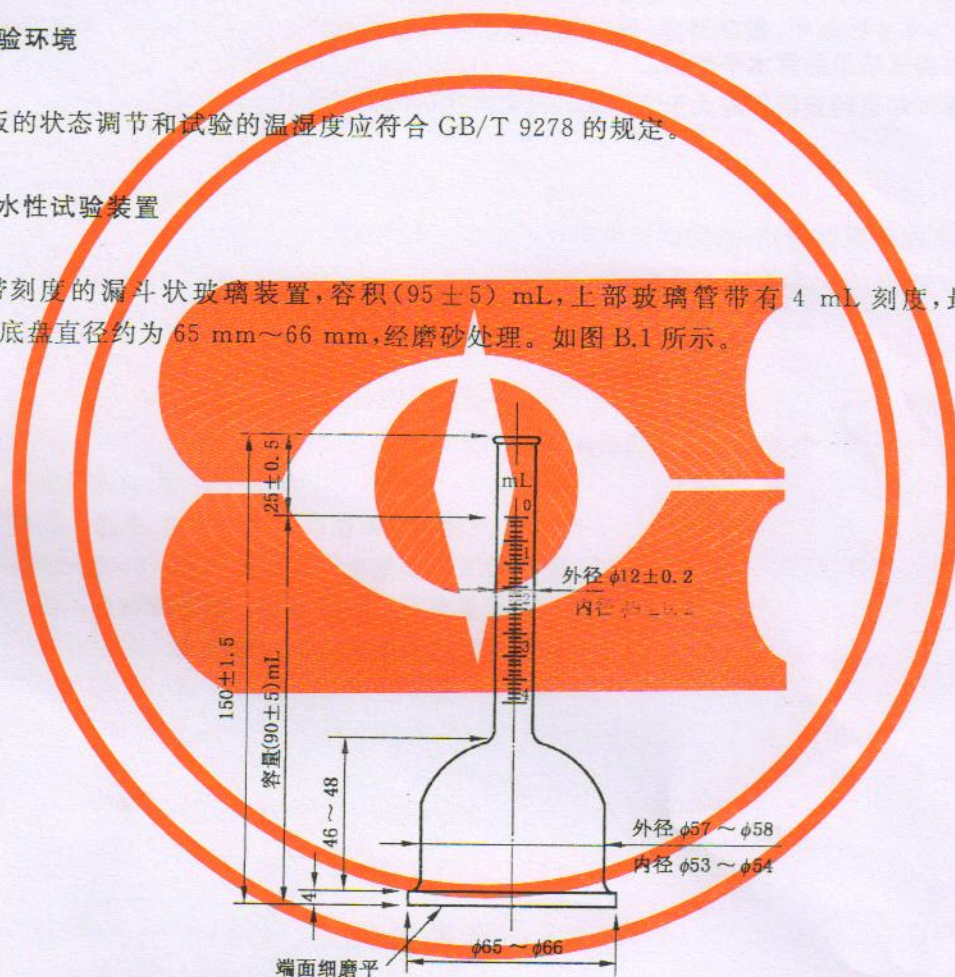 验环境
板的状态调节和试验的温湿度应符合 GB/T 9278 的规定。
水性试验装置
带刻度的漏斗状玻璃装置,容积(95±5) mL,上部玻璃管带有 4 mL 刻度,最
底盘直径约为 65 mm~66 mm,经磨砂处理。如图 B.1 所示。
25±0.5
mL
0
1
外径 ϕ12±0.2
内径 ϕ9±0.2
3
4
150±1.5
容量(90±5)mL
46~48
外径 ϕ57~ϕ58
内径 ϕ53~ϕ54
4
ϕ65~ϕ66
端面细磨平